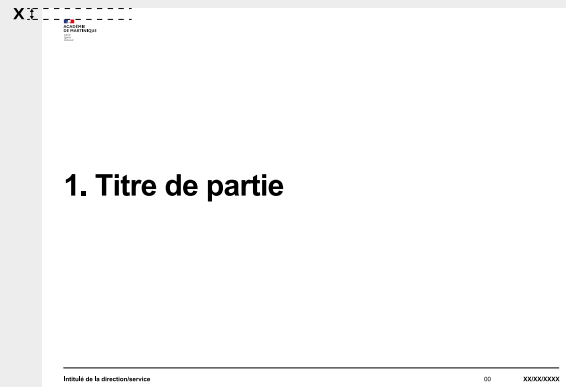 X
ACADÉMIE
DE MARTINIQUE
1. Titre de partie
Intitulé de la direction/service
00
XX/XX/XXXX